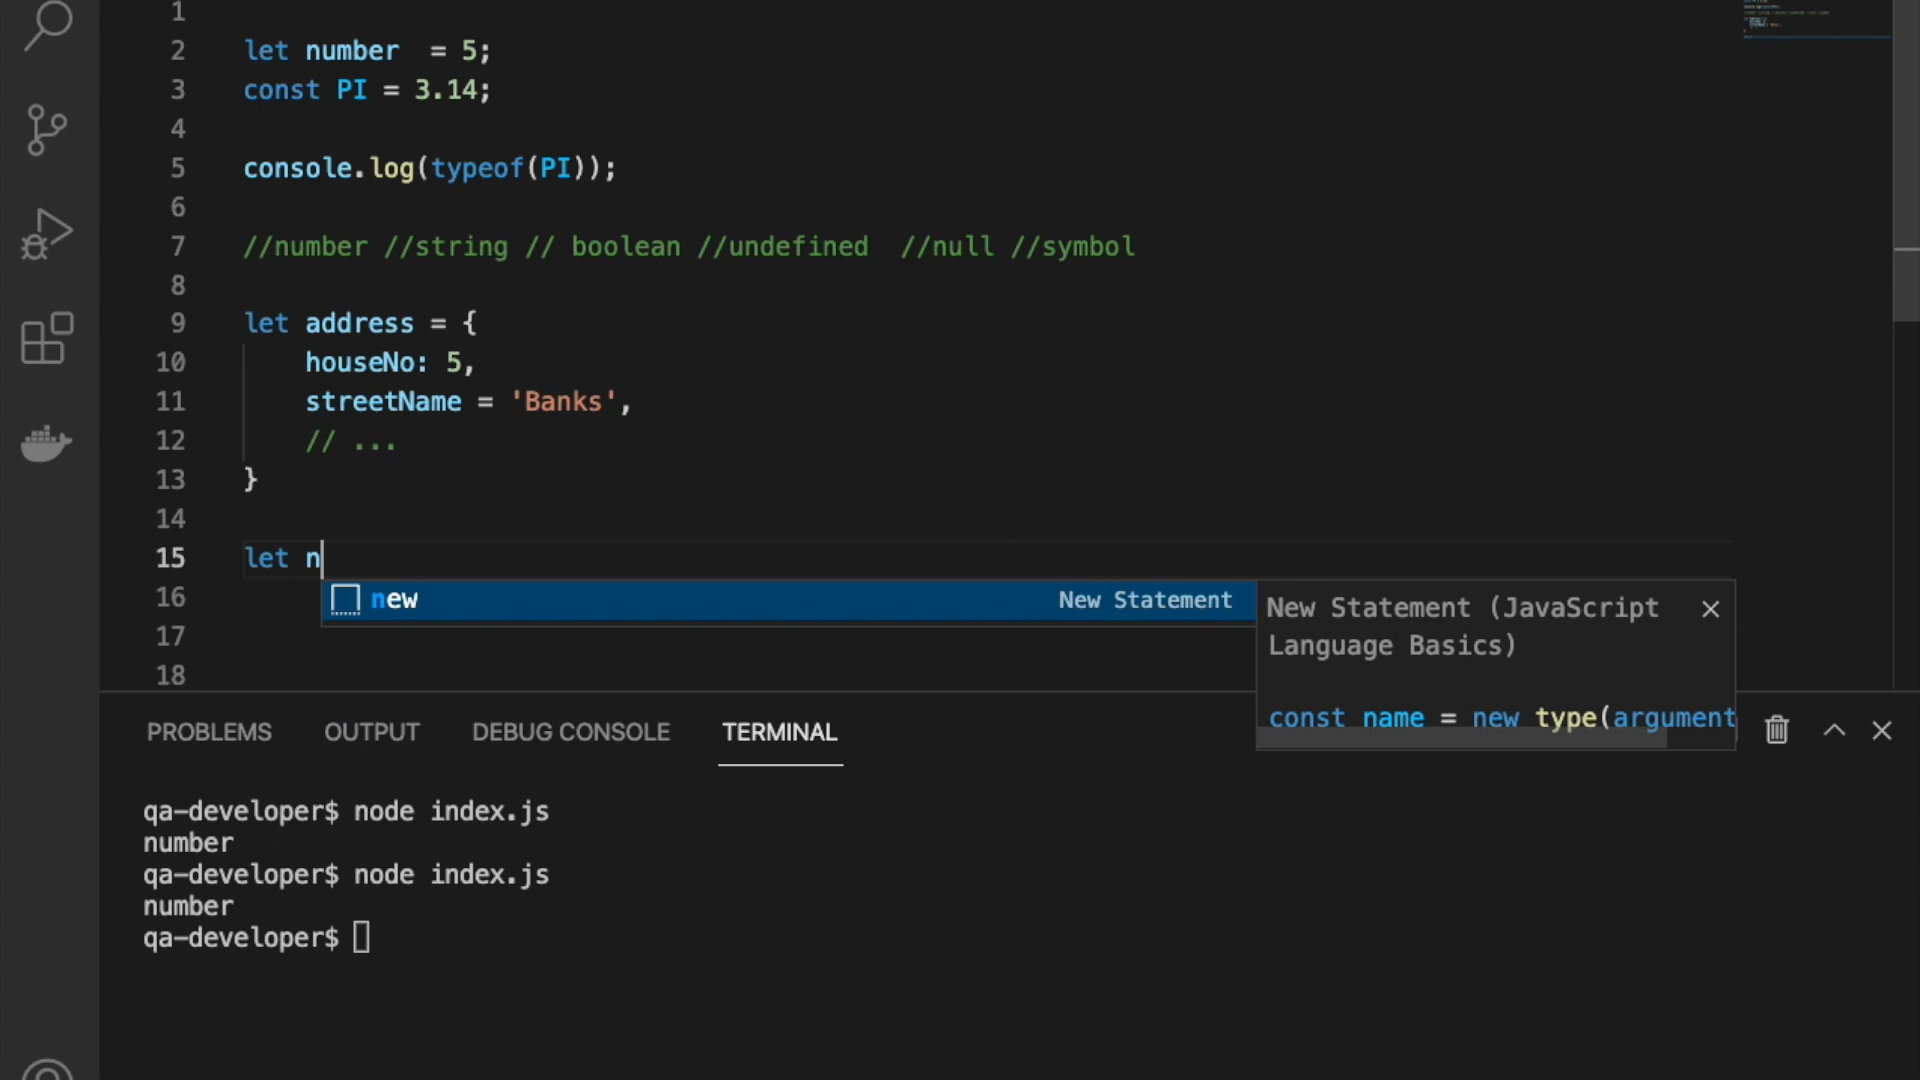 1
2 let number  = 5;
3 const PI = 3.14;
4
5 console.log(typeof(PI));
6
7 //number //string // boolean //undefined  //null //symbol
8
9 let address = {
10     houseNo: 5,
11     streetName = 'Banks',
12     // ...
13 }
14
15 let n
16 new New Statement
17
18
New Statement (JavaScript
Language Basics)
const name = new type(argument
PROBLEMS OUTPUT DEBUG CONSOLE TERMINAL
qa-developer$ node index.js
number
qa-developer$ node index.js
number
qa-developer$